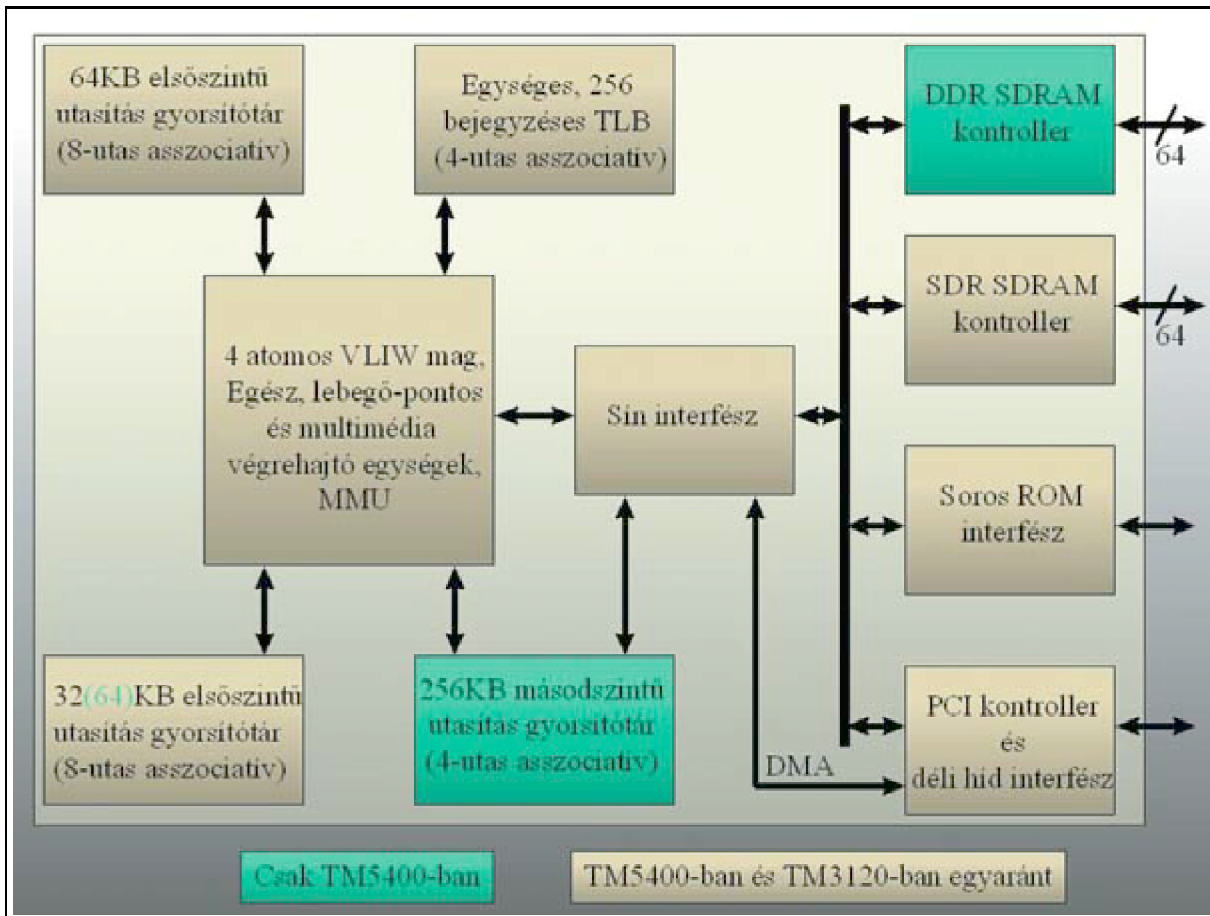 64KB elsőszintű
utasítás gyorsítótár
(8-utas asszociatív)
Egységes, 256
bejegyzéses TLB
(4-utas asszociatív)
DDR SDRAM
kontroller
64
SDR SDRAM
kontroller
64
4 atomos VLIW mag,
Egész, lebegő-pontos
és multimédia
végrehajtó egységek,
MMU
Sín interfész
Soros ROM
interfész
32(64)KB elsőszintű
utasítás gyorsítótár
(8-utas asszociatív)
256KB másodszintű
utasítás gyorsítótár
(4-utas asszociatív)
DMA
PCI kontroller
és
déli híd interfész
Csak TM5400-ban
TM5400-ban és TM3120-ban egyaránt